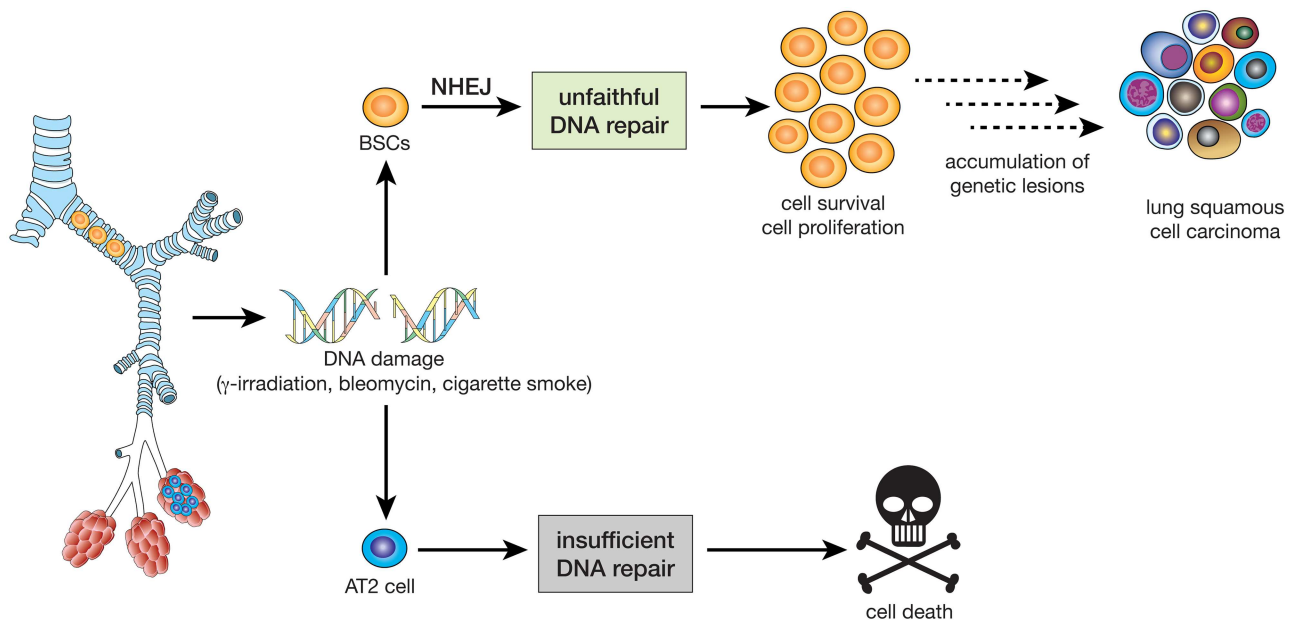 NHEJ
BSCs
unfaithful
DNA repair
cell survival
cell proliferation
accumulation of
genetic lesions
lung squamous
cell carcinoma
DNA damage
(γ-irradiation, bleomycin, cigarette smoke)
AT2 cell
insufficient
DNA repair
cell death